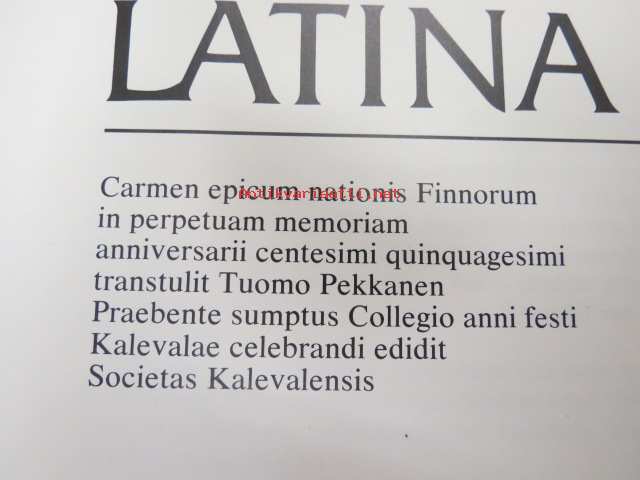 LATINA
Carmen epicum nationis Finnorum
in perpetuam memoriam
anniversarii centesimi quinquagesimi
transtulit Tuomo Pekkanen
Praebente sumptus Collegio anni festi
Kalevalae celebrandi edidit
Societas Kalevalensis